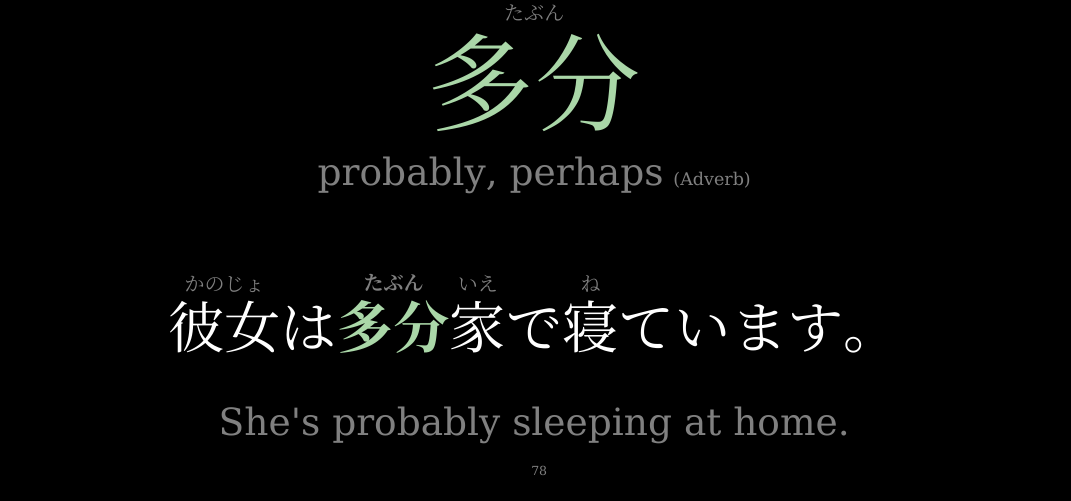 たぶん
多分
probably, perhaps (Adverb)
かのじょ たぶん いえ ね
彼女は多分家で寝ています。
She's probably sleeping at home.
78